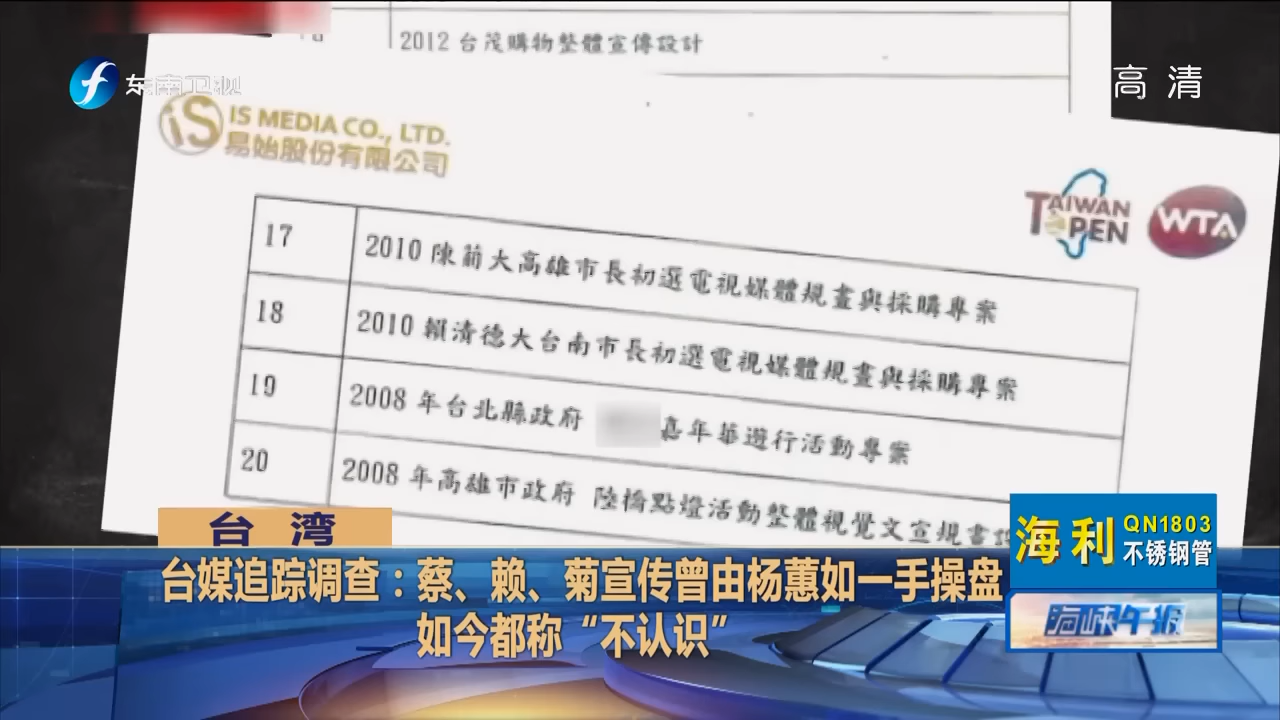 2012 台茂購物整體宣傳設計
东南卫视
高清
IS MEDIA CO., LTD.
易始股份有限公司
TAIWAN
OPEN
WTA
17 2010 陳菊大高雄市長初選電視媒體規畫與採購專案
18 2010 賴清德大台南市長初選電視媒體規畫與採購專案
19 2008 年台北縣政府 嘉年華遊行活動專案
20 2008 年高雄市政府 陸橋點燈活動整體視覺文宣規畫
台湾
台媒追踪调查：蔡、赖、菊宣传曾由杨蕙如一手操盘
如今都称“不认识”
海利 QN1803
不锈钢管
海峡午报